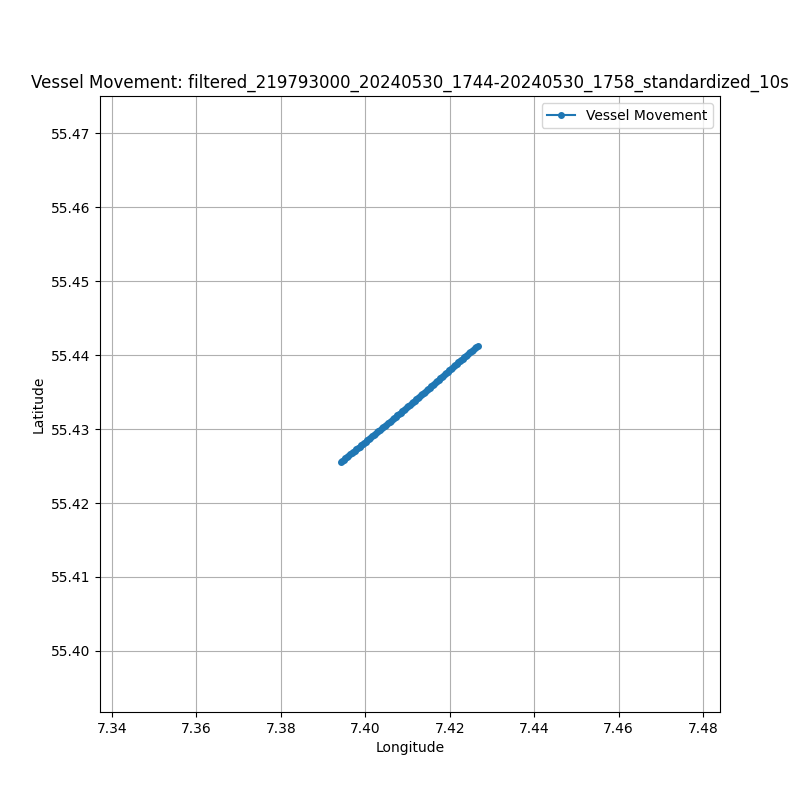 Vessel Movement: filtered_219793000_20240530_1744-20240530_1758_standardized_10s
Vessel Movement
55.47
55.46
55.45
55.44
55.43
55.42
55.41
55.40
Latitude
7.34 7.36 7.38 7.40 7.42 7.44 7.46 7.48
Longitude